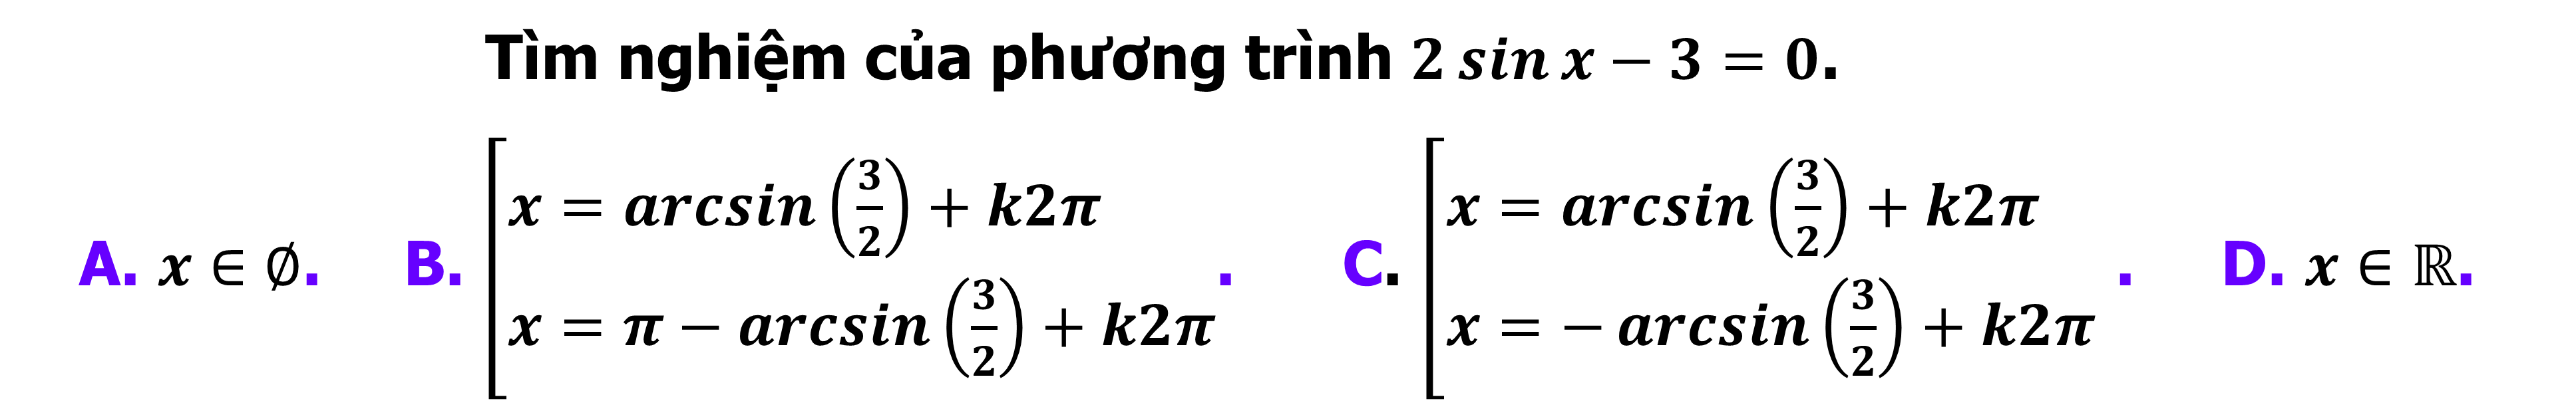 Tìm nghiệm của phương trình 2 sin x − 3 = 0.
A. x ∈ ∅. B. [x = arcsin(3/2) + k2π
x = π − arcsin(3/2) + k2π. C. [x = arcsin(3/2) + k2π
x = − arcsin(3/2) + k2π. D. x ∈ ℝ.